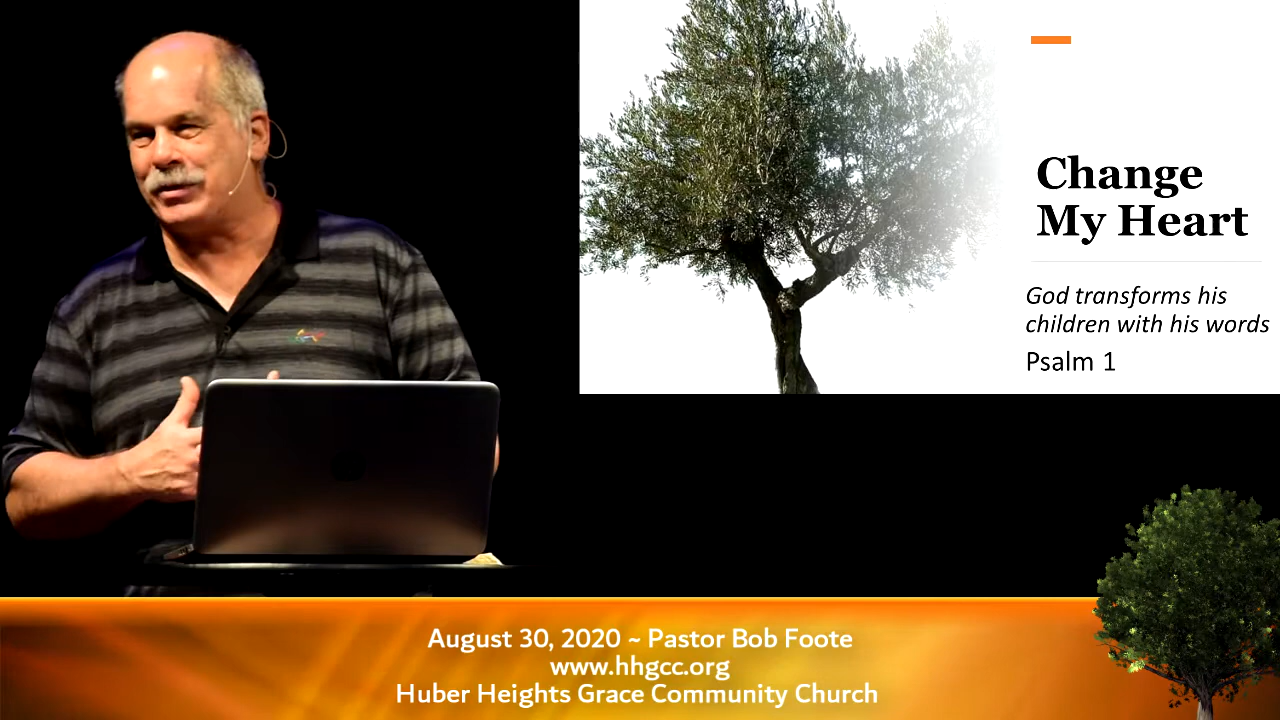 Change
My Heart
God transforms his
children with his words
Psalm 1
August 30, 2020 ~ Pastor Bob Foote
www.hhgcc.org
Huber Heights Grace Community Church